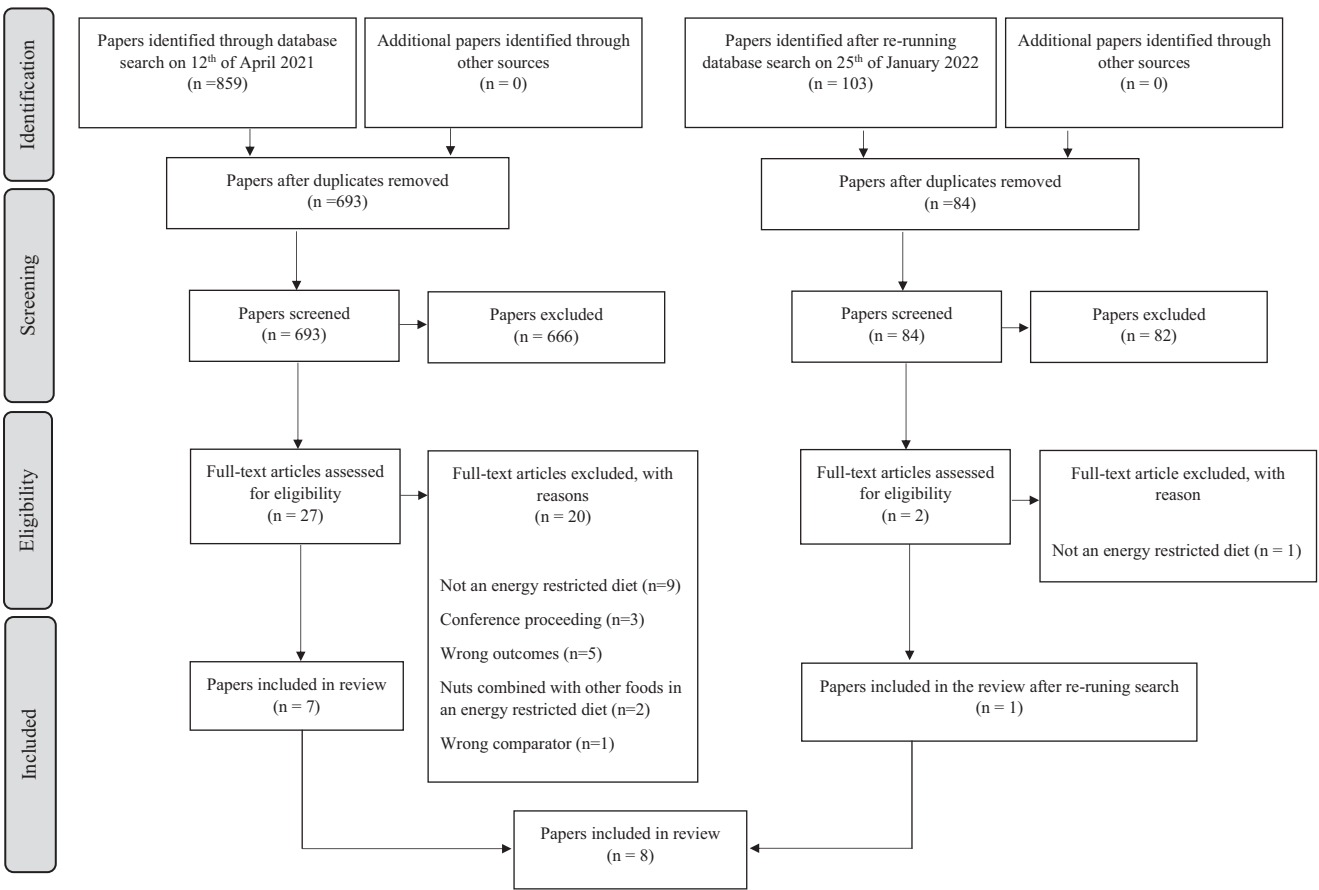 Identification
Papers identified through database
search on 12th of April 2021
(n =859)
Additional papers identified through
other sources
(n = 0)
Papers identified after re-running
database search on 25th of January 2022
(n = 103)
Additional papers identified through
other sources
(n = 0)
Papers after duplicates removed
(n =693)
Papers after duplicates removed
(n =84)
Screening
Papers screened
(n = 693)
Papers excluded
(n = 666)
Papers screened
(n = 84)
Papers excluded
(n = 82)
Eligibility
Full-text articles assessed
for eligibility
(n = 27)
Full-text articles excluded, with
reasons
(n = 20)
Not an energy restricted diet (n=9)
Conference proceeding (n=3)
Wrong outcomes (n=5)
Nuts combined with other foods in
an energy restricted diet (n=2)
Wrong comparator (n=1)
Full-text articles assessed
for eligibility
(n = 2)
Full-text article excluded, with
reason
Not an energy restricted diet (n = 1)
Included
Papers included in review
(n = 7)
Papers included in the review after re-runing search
(n = 1)
Papers included in review
(n = 8)